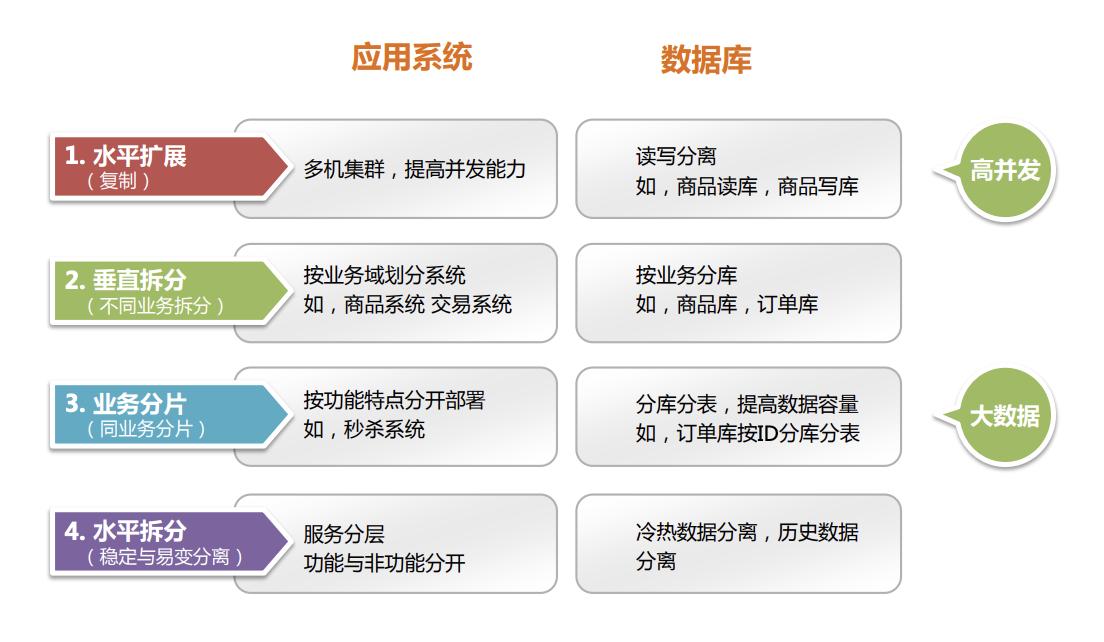 应用系统
数据库
1. 水平扩展
（复制）
多机集群，提高并发能力
读写分离
如，商品读库，商品写库
高并发
2. 垂直拆分
（不同业务拆分）
按业务域划分系统
如，商品系统 交易系统
按业务分库
如，商品库，订单库
3. 业务分片
（同业务分片）
按功能特点分开部署
如，秒杀系统
分库分表，提高数据容量
如，订单库按ID分库分表
大数据
4. 水平拆分
（稳定与易变分离）
服务分层
功能与非功能分开
冷热数据分离，历史数据
分离